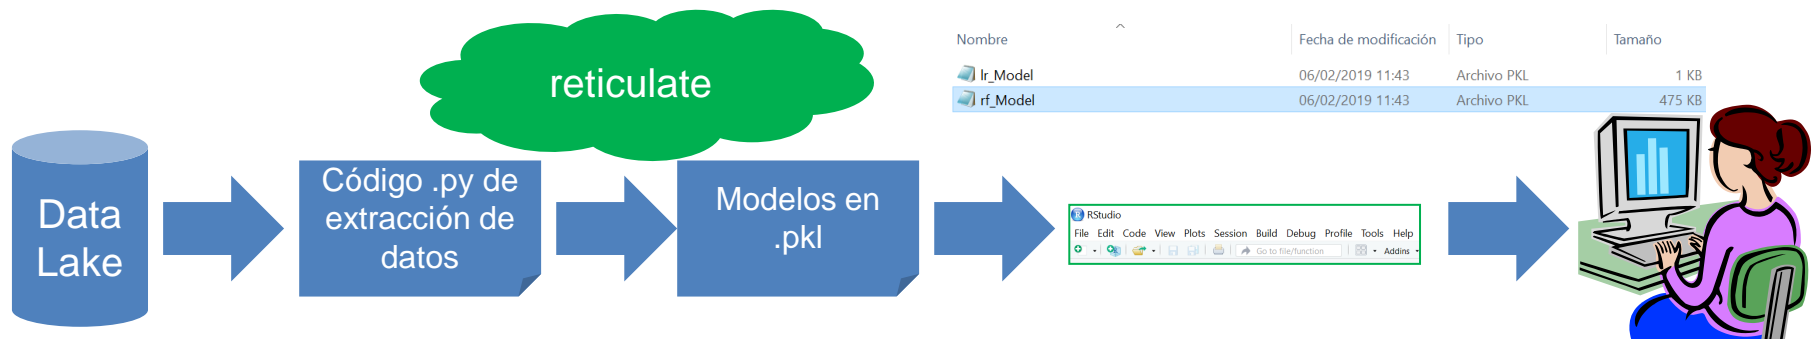 reticulate
Nombre Fecha de modificación Tipo Tamaño
lr_Model 06/02/2019 11:43 Archivo PKL 1 KB
rf_Model 06/02/2019 11:43 Archivo PKL 475 KB
Data
Lake
Código .py de
extracción de
datos
Modelos en
.pkl
R RStudio
File Edit Code View Plots Session Build Debug Profile Tools Help
Go to file/function Addins